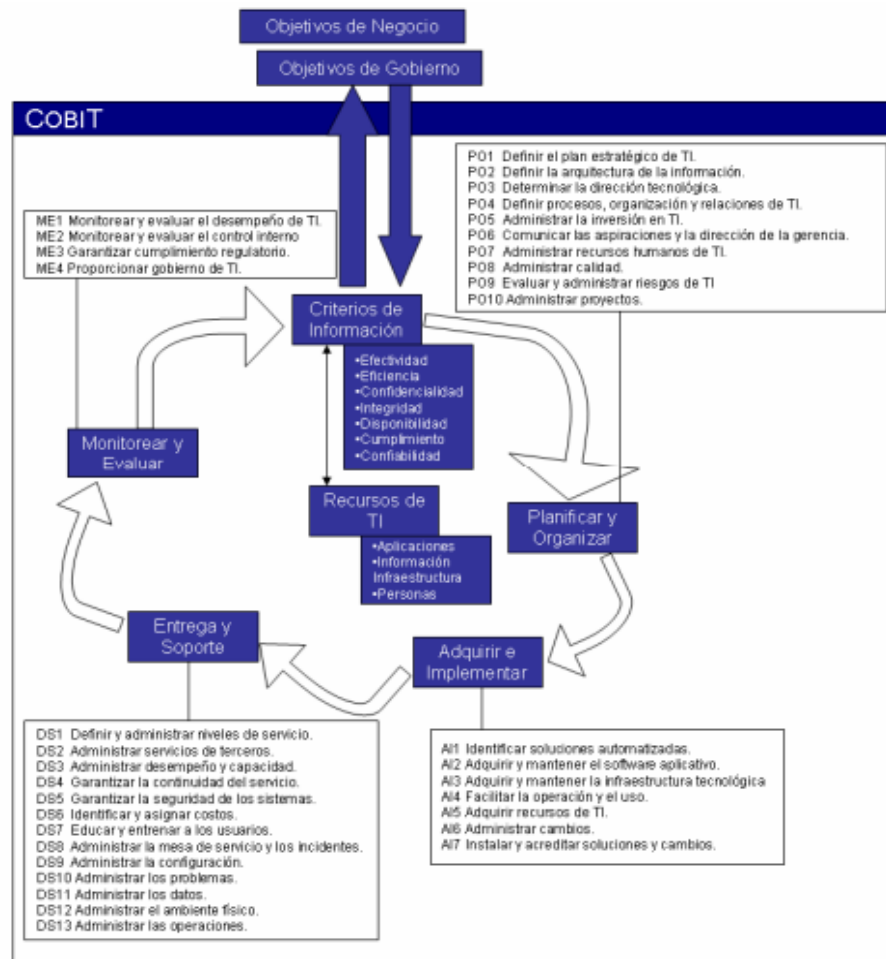 Objetivos de Negocio
Objetivos de Gobierno
COBIT
PO1 Definir el plan estratégico de TI.
PO2 Definir la arquitectura de la información.
PO3 Determinar la dirección tecnológica.
PO4 Definir procesos, organización y relaciones de TI.
PO5 Administrar la inversión en TI.
PO6 Comunicar las aspiraciones y la dirección de la gerencia.
PO7 Administrar recursos humanos de TI.
PO8 Administrar calidad.
PO9 Evaluar y administrar riesgos de TI
PO10 Administrar proyectos.
ME1 Monitorear y evaluar el desempeño de TI.
ME2 Monitorear y evaluar el control interno
ME3 Garantizar cumplimiento regulatorio.
ME4 Proporcionar gobierno de TI.
Criterios de
Información
•Efectividad
•Eficiencia
•Confidencialidad
•Integridad
•Disponibilidad
•Cumplimiento
•Confiabilidad
Monitorear y
Evaluar
Recursos de
TI
•Aplicaciones
•Información
Infraestructura
•Personas
Planificar y
Organizar
Entrega y
Soporte
Adquirir e
Implementar
DS1 Definir y administrar niveles de servicio.
DS2 Administrar servicios de terceros.
DS3 Administrar desempeño y capacidad.
DS4 Garantizar la continuidad del servicio.
DS5 Garantizar la seguridad de los sistemas.
DS6 Identificar y asignar costos.
DS7 Educar y entrenar a los usuarios.
DS8 Administrar la mesa de servicio y los incidentes.
DS9 Administrar la configuración.
DS10 Administrar los problemas.
DS11 Administrar los datos.
DS12 Administrar el ambiente físico.
DS13 Administrar las operaciones.
AI1 Identificar soluciones automatizadas.
AI2 Adquirir y mantener el software aplicativo.
AI3 Adquirir y mantener la infraestructura tecnológica
AI4 Facilitar la operación y el uso.
AI5 Adquirir recursos de TI.
AI6 Administrar cambios.
AI7 Instalar y acreditar soluciones y cambios.